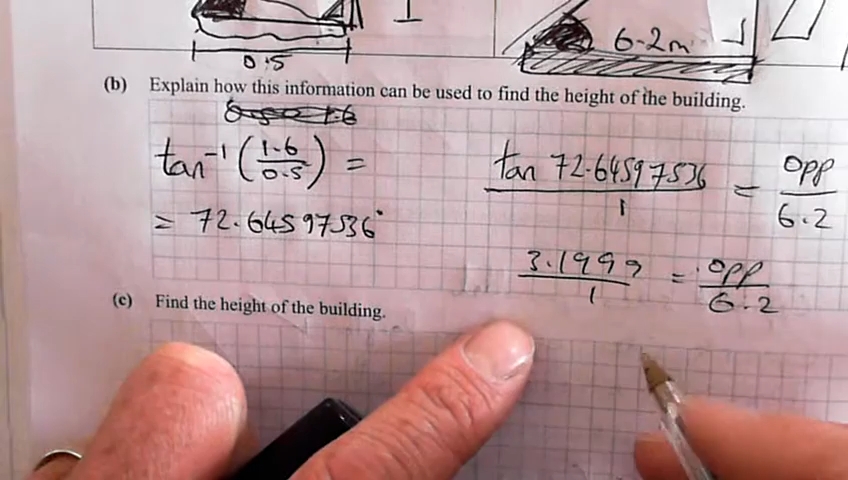 0.5
6.2m
(b) Explain how this information can be used to find the height of the building.
tan⁻¹ (1.6/0.5) =
= 72.64597536°
tan 72.64597536/1 = opp/6.2
3.1999/1 = opp/6.2
(c) Find the height of the building.